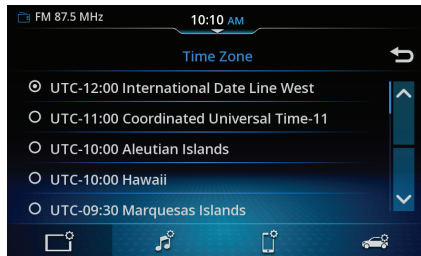 FM 87.5 MHz
10:10 AM
Time Zone
UTC-12:00 International Date Line West
UTC-11:00 Coordinated Universal Time-11
UTC-10:00 Aleutian Islands
UTC-10:00 Hawaii
UTC-09:30 Marquesas Islands